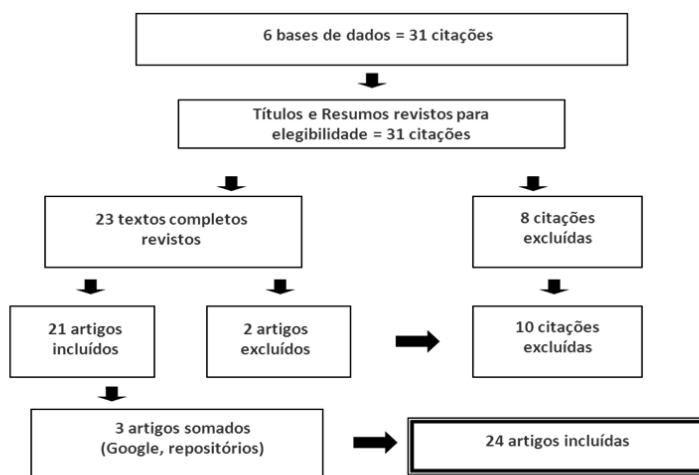 6 bases de dados = 31 citações
Títulos e Resumos revistos para
elegibilidade = 31 citações
23 textos completos
revistos
8 citações
excluídas
21 artigos
incluídos
2 artigos
excluídos
10 citações
excluídas
3 artigos somados
(Google, repositórios)
24 artigos incluídas